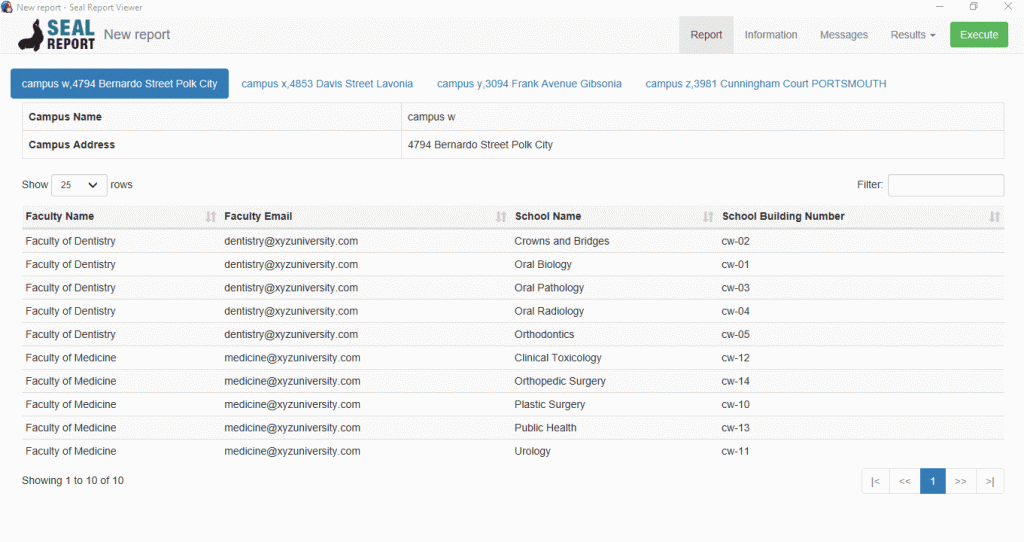 New report - Seal Report Viewer
SEAL REPORT New report Report Information Messages Results Execute
campus w,4794 Bernardo Street Polk City campus x,4853 Davis Street Lavonia campus y,3094 Frank Avenue Gibsonia campus z,3981 Cunningham Court PORTSMOUTH
Campus Name campus w
Campus Address 4794 Bernardo Street Polk City
Show 25 rows Filter:
Faculty Name Faculty Email School Name School Building Number
Faculty of Dentistry dentistry@xyzuniversity.com Crowns and Bridges cw-02
Faculty of Dentistry dentistry@xyzuniversity.com Oral Biology cw-01
Faculty of Dentistry dentistry@xyzuniversity.com Oral Pathology cw-03
Faculty of Dentistry dentistry@xyzuniversity.com Oral Radiology cw-04
Faculty of Dentistry dentistry@xyzuniversity.com Orthodontics cw-05
Faculty of Medicine medicine@xyzuniversity.com Clinical Toxicology cw-12
Faculty of Medicine medicine@xyzuniversity.com Orthopedic Surgery cw-14
Faculty of Medicine medicine@xyzuniversity.com Plastic Surgery cw-10
Faculty of Medicine medicine@xyzuniversity.com Public Health cw-13
Faculty of Medicine medicine@xyzuniversity.com Urology cw-11
Showing 1 to 10 of 10 |< << 1 >> >|